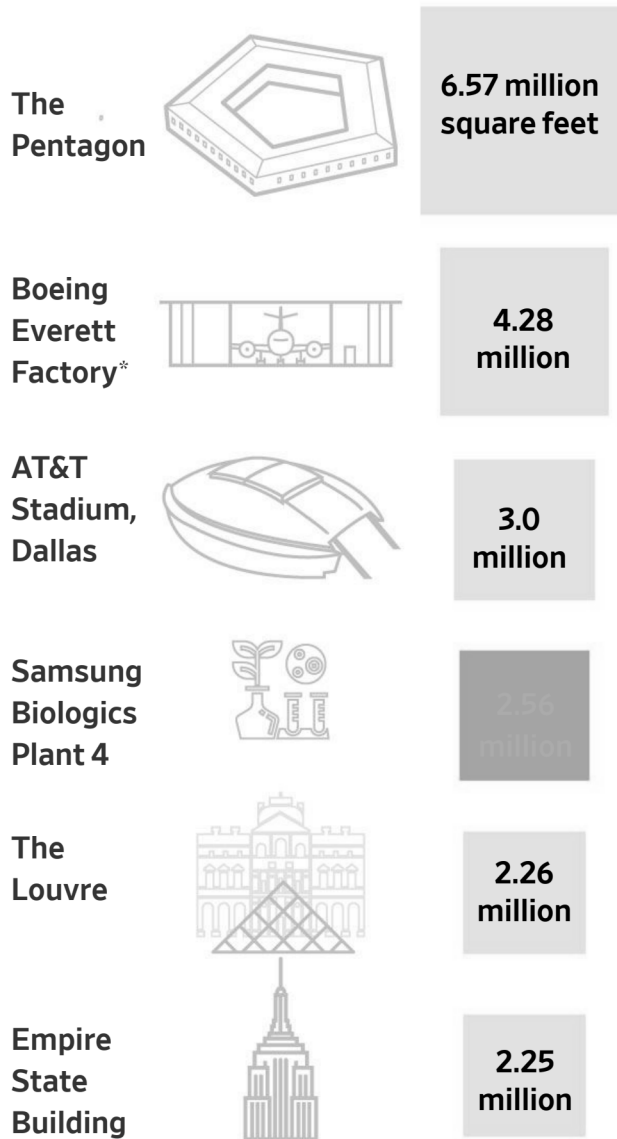 The
Pentagon
6.57 million
square feet
Boeing
Everett
Factory*
4.28
million
AT&T
Stadium,
Dallas
3.0
million
Samsung
Biologics
Plant 4
2.56
million
The
Louvre
2.26
million
Empire
State
Building
2.25
million